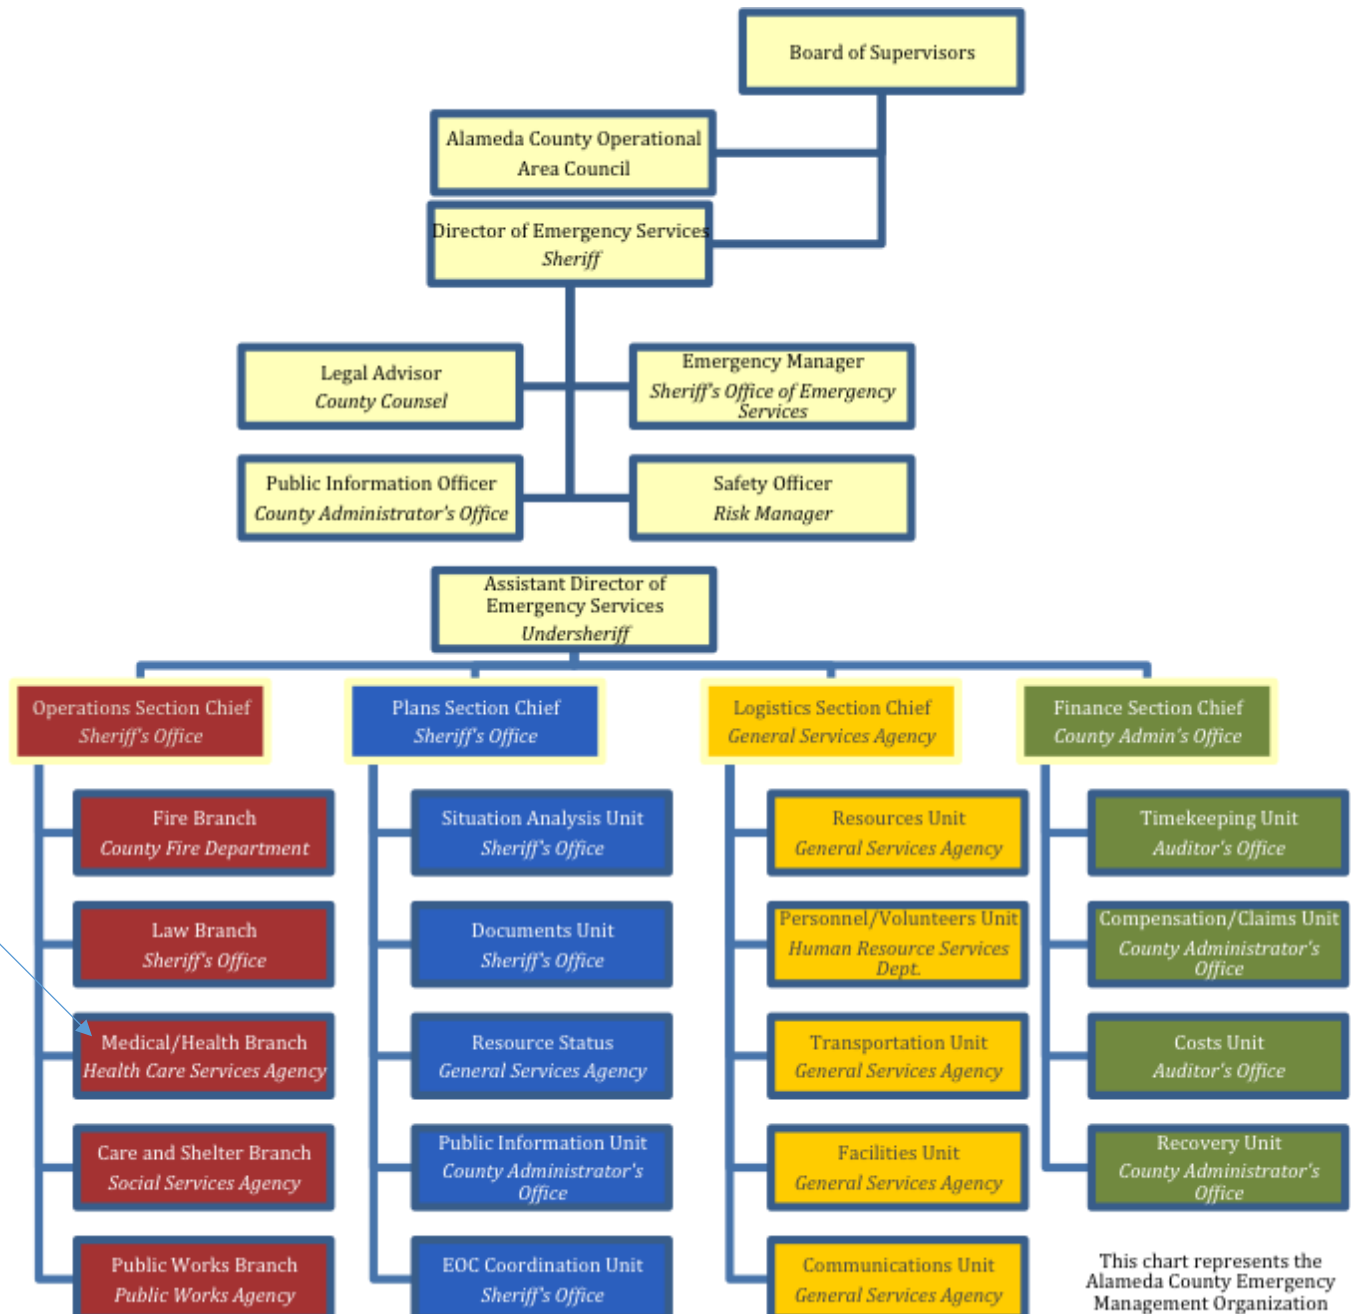 Board of Supervisors
Alameda County Operational
Area Council
Director of Emergency Services
Sheriff
Legal Advisor
County Counsel
Emergency Manager
Sheriff's Office of Emergency
Services
Public Information Officer
County Administrator's Office
Safety Officer
Risk Manager
Assistant Director of
Emergency Services
Undersheriff
Operations Section Chief
Sheriff's Office
Plans Section Chief
Sheriff's Office
Logistics Section Chief
General Services Agency
Finance Section Chief
County Admin's Office
Fire Branch
County Fire Department
Situation Analysis Unit
Sheriff's Office
Resources Unit
General Services Agency
Timekeeping Unit
Auditor's Office
Law Branch
Sheriff's Office
Documents Unit
Sheriff's Office
Personnel/Volunteers Unit
Human Resource Services
Dept.
Compensation/Claims Unit
County Administrator's
Office
Medical/Health Branch
Health Care Services Agency
Resource Status
General Services Agency
Transportation Unit
General Services Agency
Costs Unit
Auditor's Office
Care and Shelter Branch
Social Services Agency
Public Information Unit
County Administrator's
Office
Facilities Unit
General Services Agency
Recovery Unit
County Administrator's
Office
Public Works Branch
Public Works Agency
EOC Coordination Unit
Sheriff's Office
Communications Unit
General Services Agency
This chart represents the
Alameda County Emergency
Management Organization